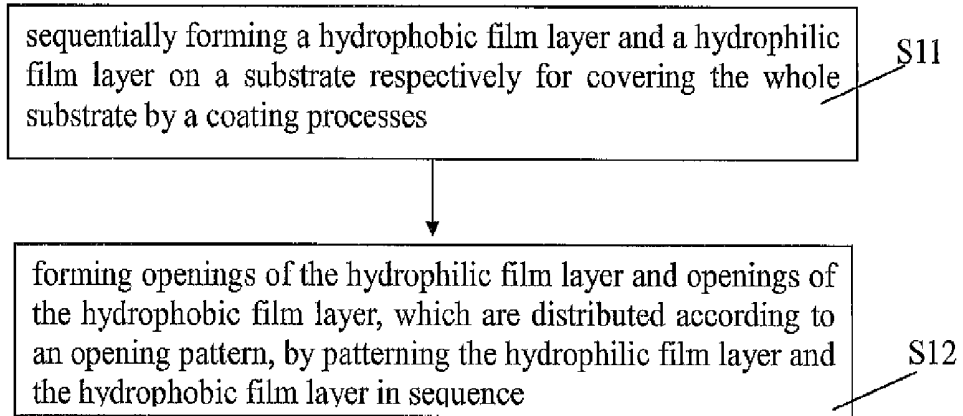 sequentially forming a hydrophobic film layer and a hydrophilic
film layer on a substrate respectively for covering the whole
substrate by a coating processes
S11
forming openings of the hydrophilic film layer and openings of
the hydrophobic film layer, which are distributed according to
an opening pattern, by patterning the hydrophilic film layer and
the hydrophobic film layer in sequence
S12